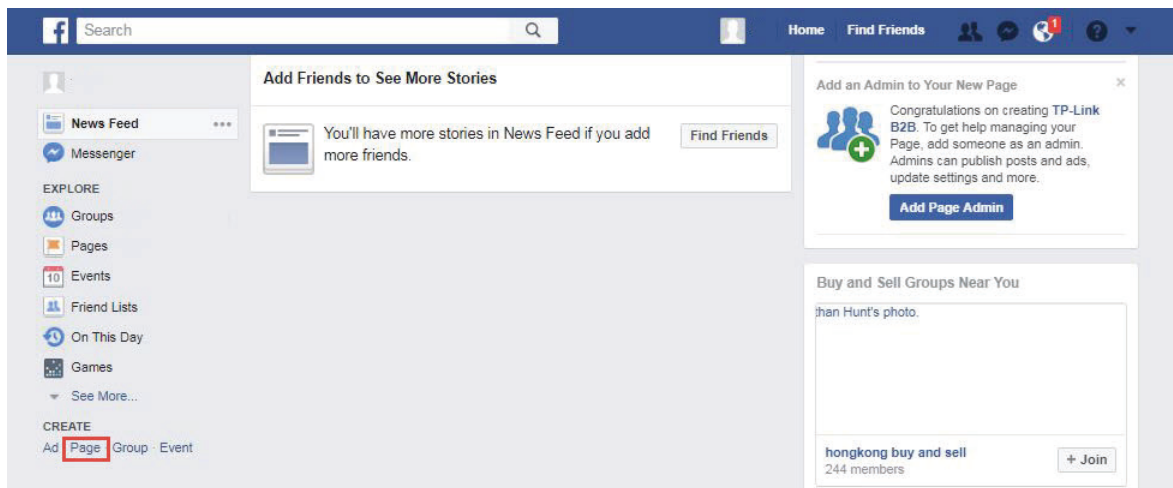 f
Search
Home Find Friends
1
?
News Feed
Messenger
EXPLORE
Groups
Pages
10 Events
Friend Lists
On This Day
Games
See More...
CREATE
Ad Page · Group · Event
Add Friends to See More Stories
You'll have more stories in News Feed if you add
more friends.
Find Friends
Add an Admin to Your New Page ×
Congratulations on creating TP-Link
B2B. To get help managing your
Page, add someone as an admin.
Admins can publish posts and ads,
update settings and more.
Add Page Admin
Buy and Sell Groups Near You
than Hunt's photo.
hongkong buy and sell
244 members
+ Join